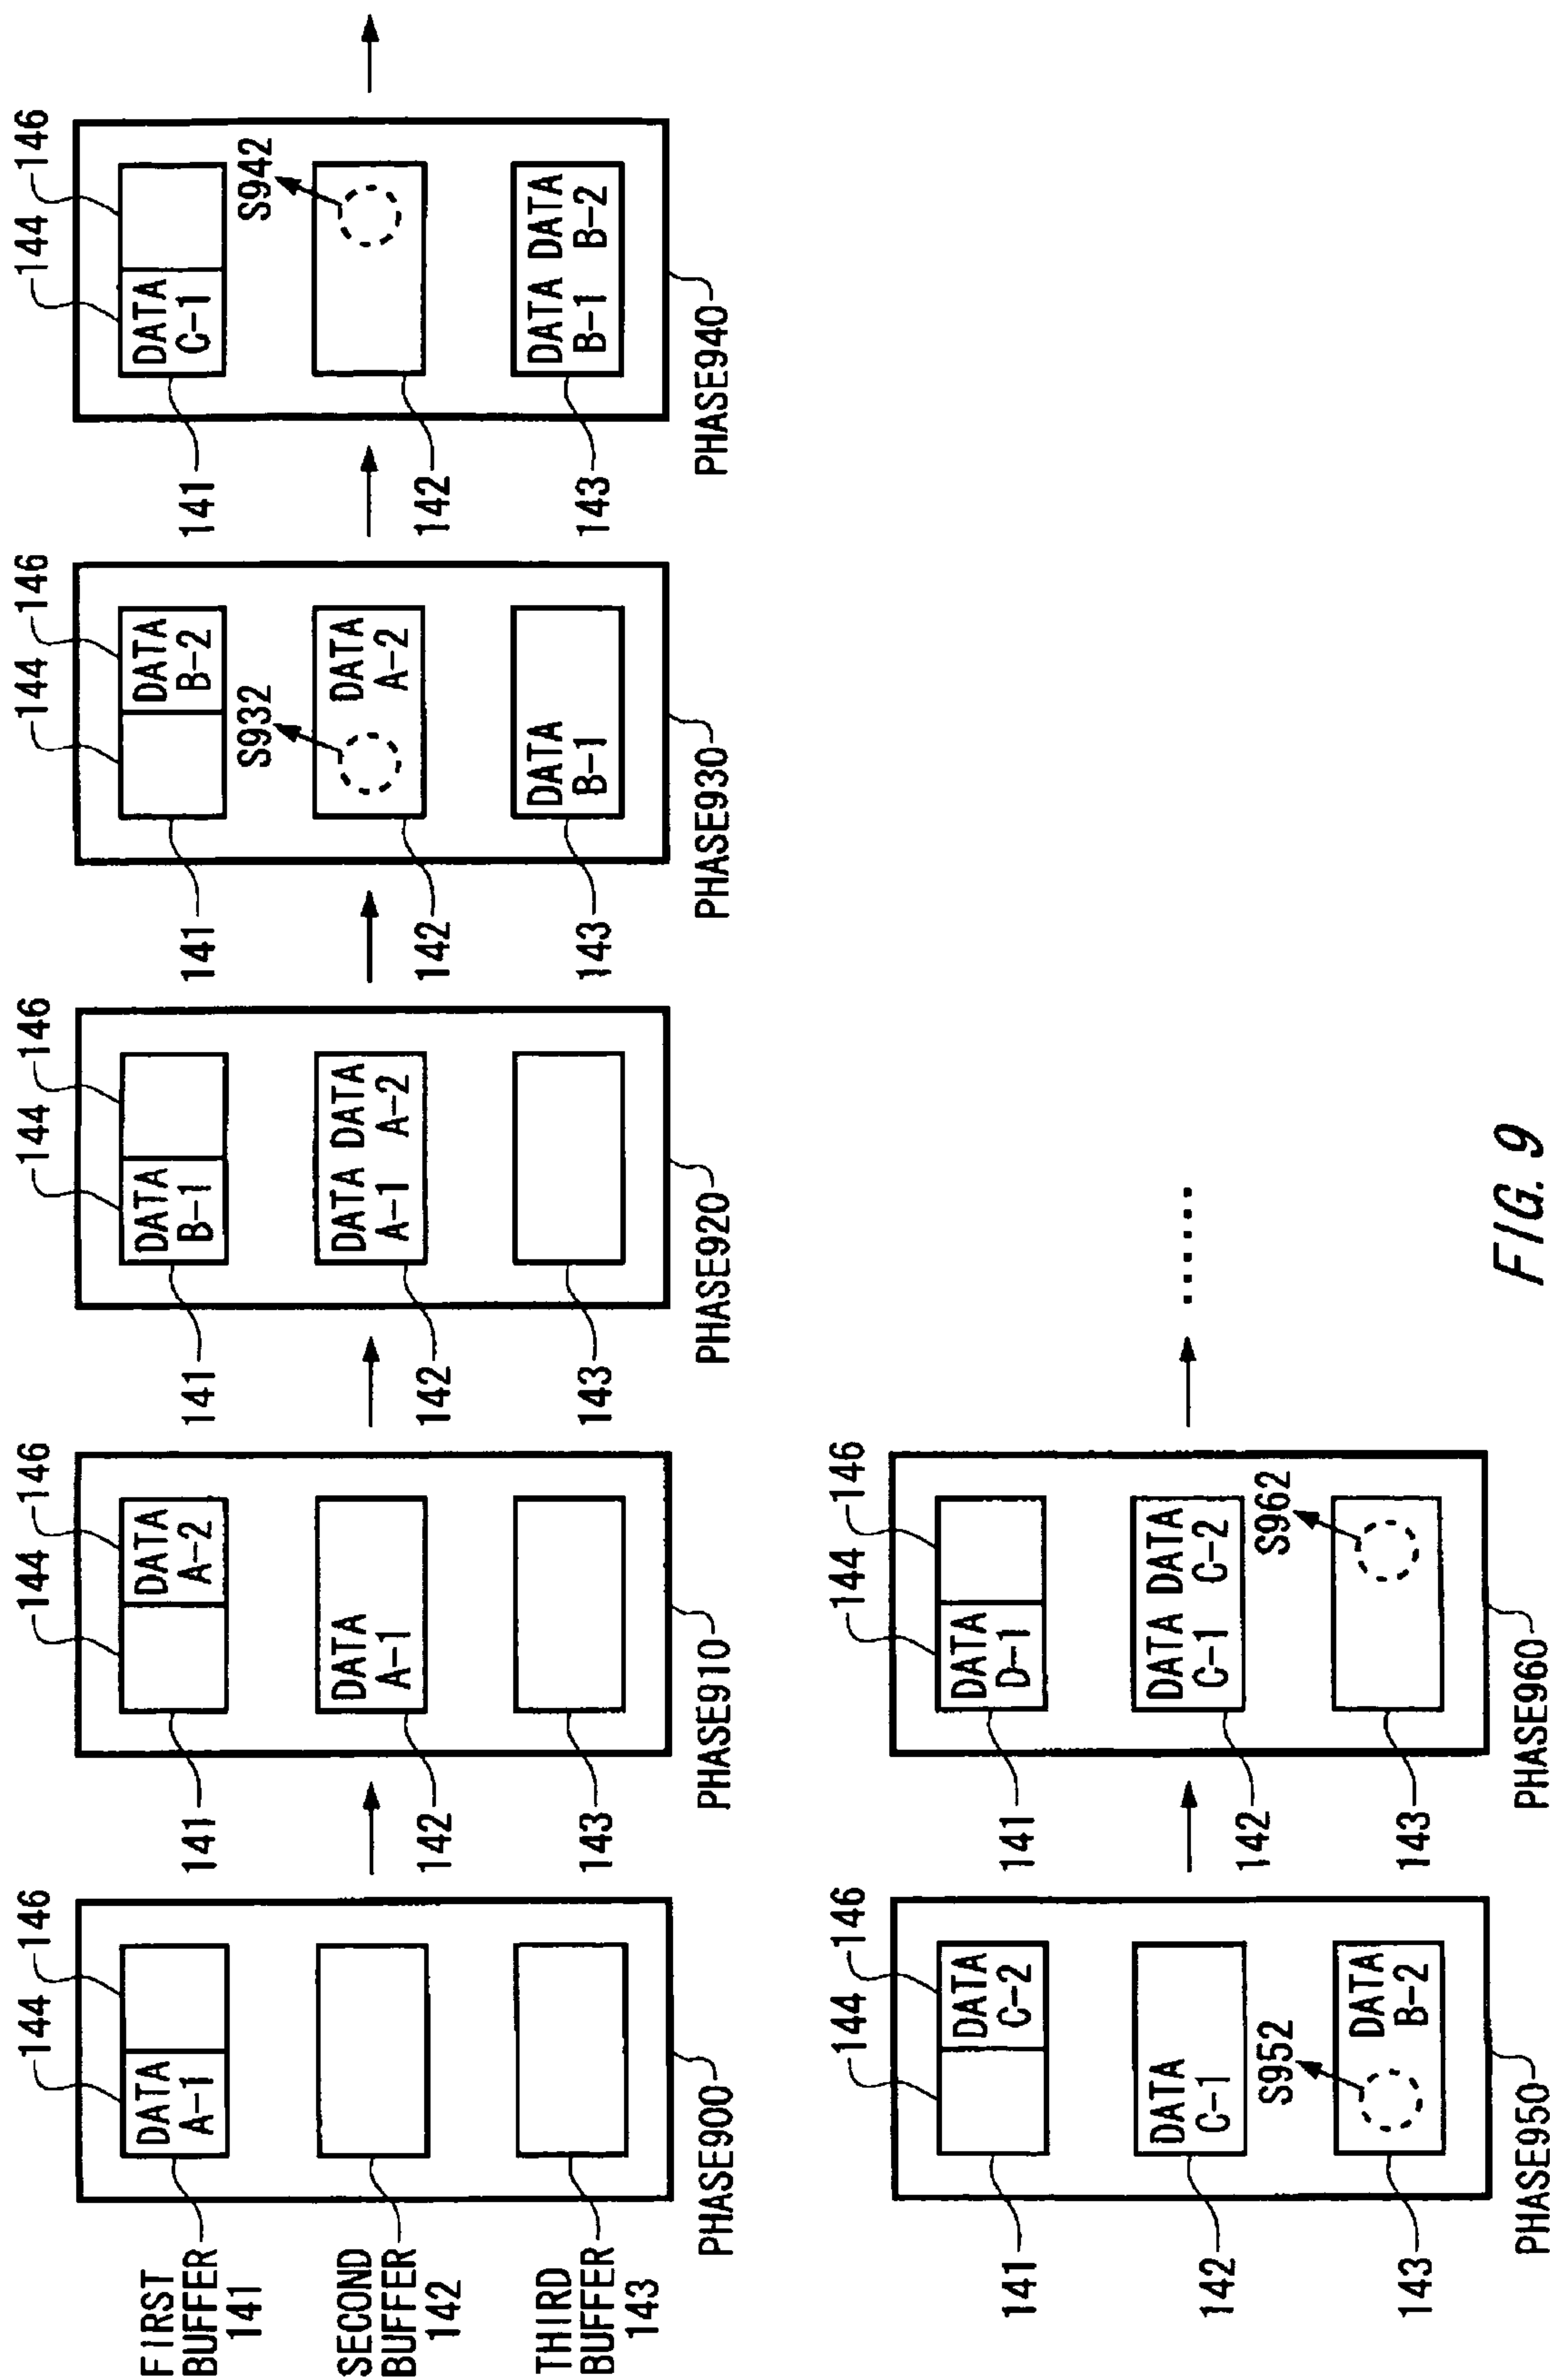 FIRST
BUFFER
141
SECOND
BUFFER
142
THIRD
BUFFER
143
144
146
DATA
A-1
PHASE900
144
146
DATA
A-2
141
DATA
A-1
142
143
PHASE910
144
146
DATA
B-1
141
DATA DATA
A-1 A-2
142
143
PHASE920
144
146
DATA
B-2
141
S932
DATA
A-2
142
DATA
B-1
143
PHASE930
144
146
DATA
C-1
141
S942
142
DATA DATA
B-1 B-2
143
PHASE940
144
146
DATA
C-2
141
DATA
C-1
142
S952
DATA
B-2
143
PHASE950
144
146
DATA
D-1
141
DATA DATA
C-1 C-2
142
S962
143
PHASE960
......
FIG. 9